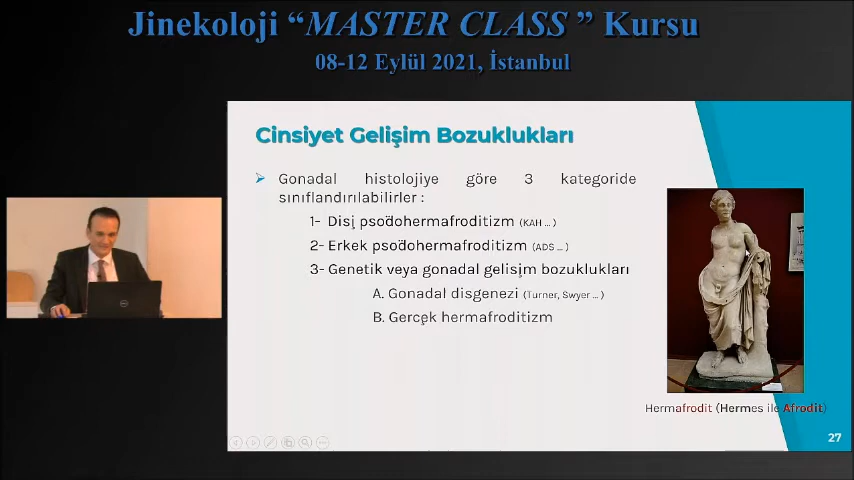 Jinekoloji “MASTER CLASS ” Kursu
08-12 Eylül 2021, İstanbul
Cinsiyet Gelişim Bozuklukları
Gonadal histolojiye göre 3 kategoride
sınıflandırılabilirler :
1- Dişi psödohermafroditizm (KAH ... )
2- Erkek psödohermafroditizm (ADS ... )
3- Genetik veya gonadal gelişim bozuklukları
A. Gonadal disgenezi (Turner, Swyer ... )
B. Gerçek hermafroditizm
Hermafrodit (Hermes ile Afrodit)
27